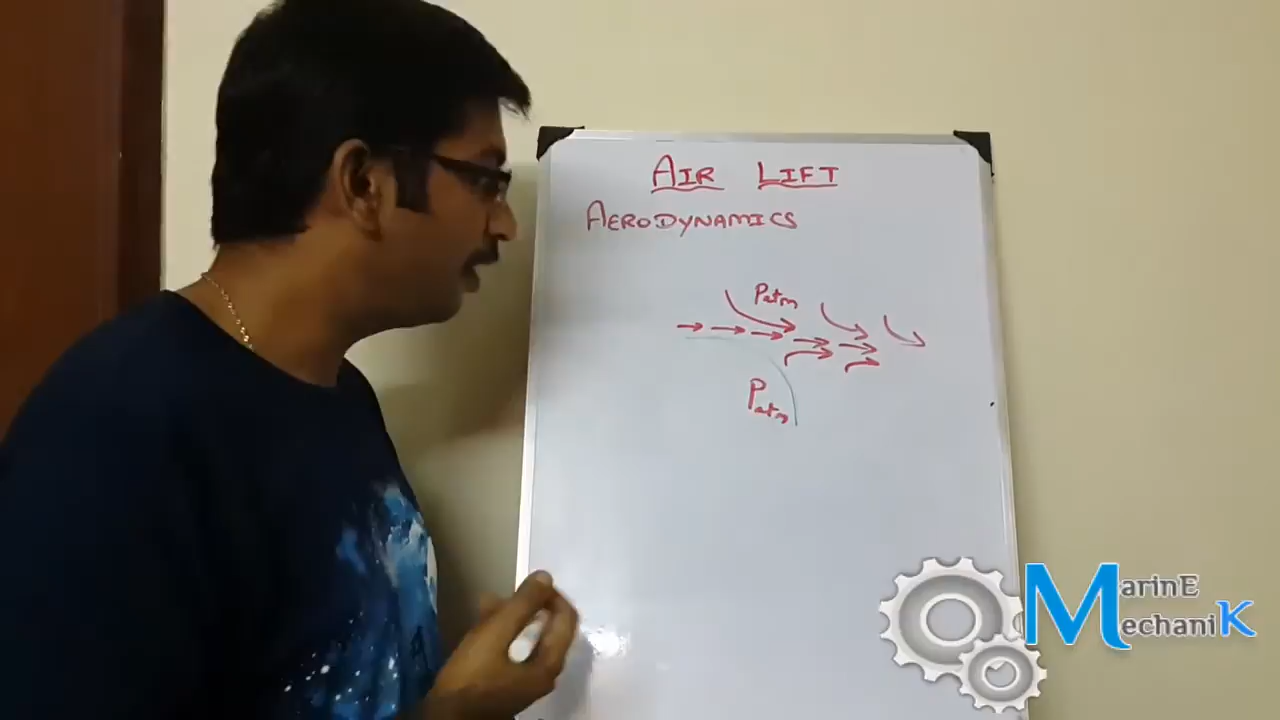 AIR LIFT
AERODYNAMICS
Patm
Patm
MarinE
MechaniK